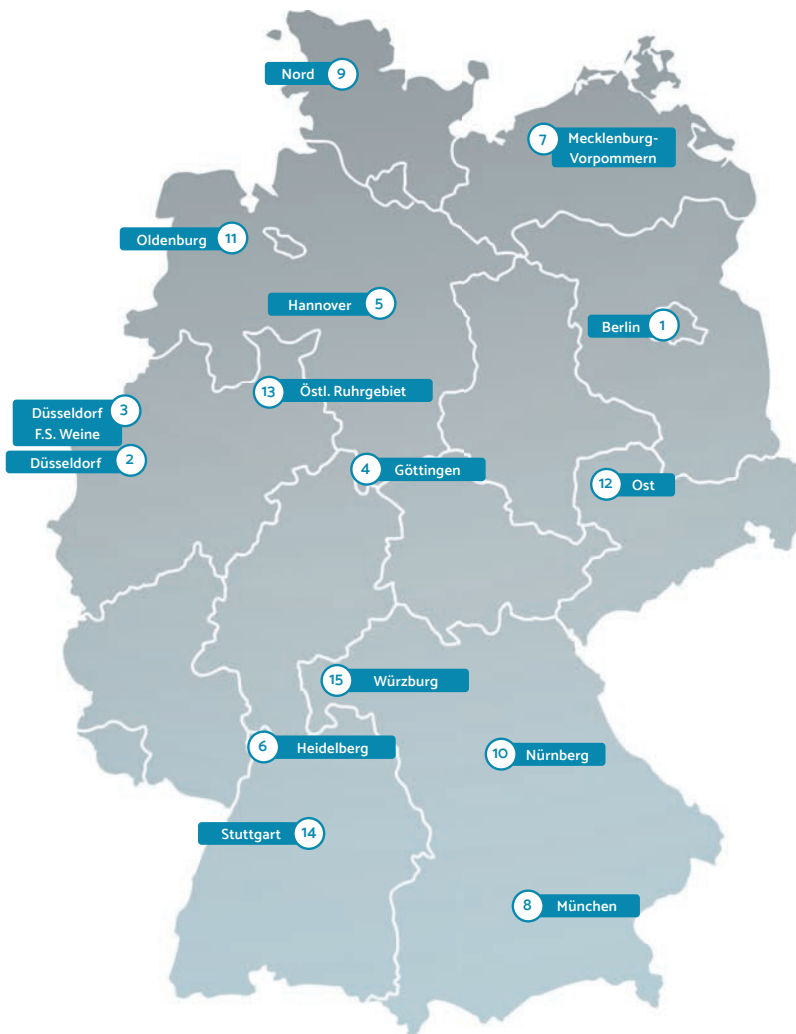 Nord 9
7 Mecklenburg-
Vorpommern
Oldenburg 11
Hannover 5
Berlin 1
13 Östl. Ruhrgebiet
Düsseldorf 3
F.S. Weine
Düsseldorf 2
4 Göttingen
12 Ost
15 Würzburg
6 Heidelberg
10 Nürnberg
Stuttgart 14
8 München